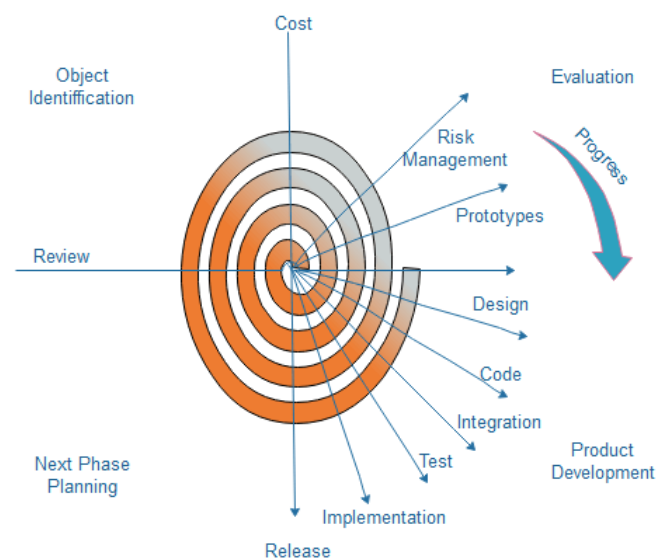 Cost
Object
Identiffication
Evaluation
Progress
Risk
Management
Prototypes
Review
Design
Code
Integration
Test
Product
Development
Next Phase
Planning
Implementation
Release